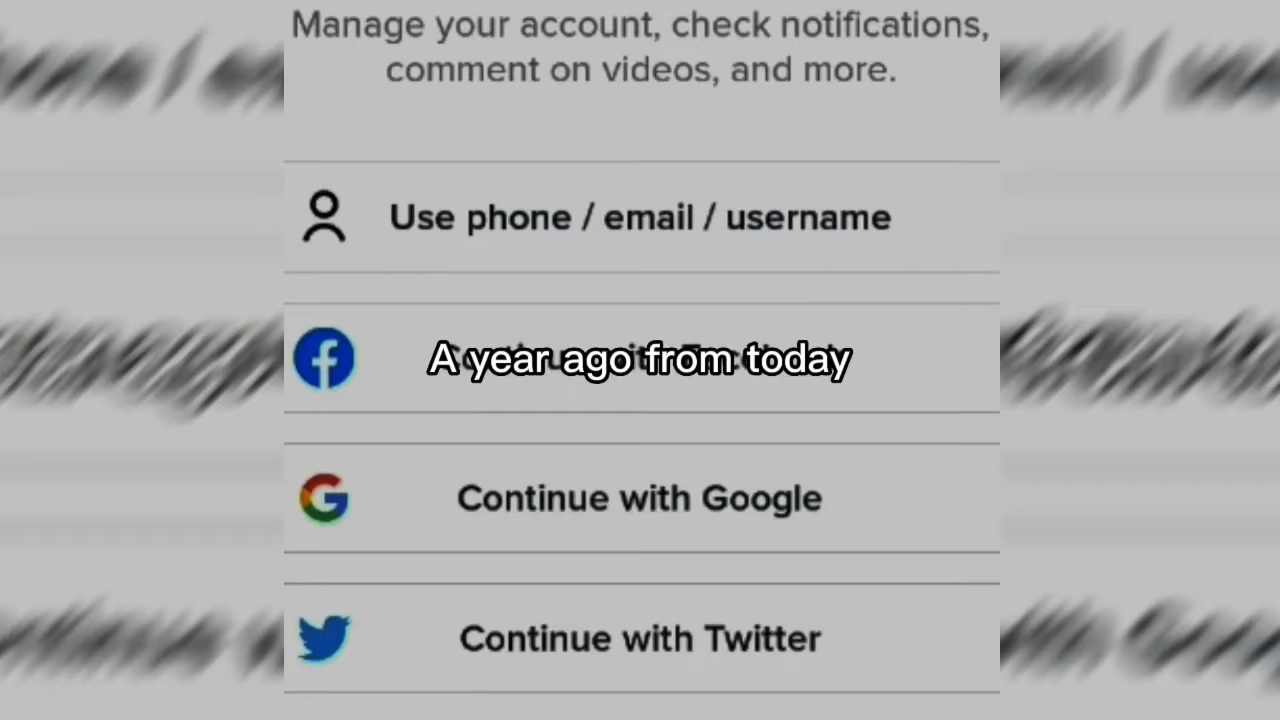 Manage your account, check notifications,
comment on videos, and more.
Use phone / email / username
A year ago from today
Continue with Google
Continue with Twitter